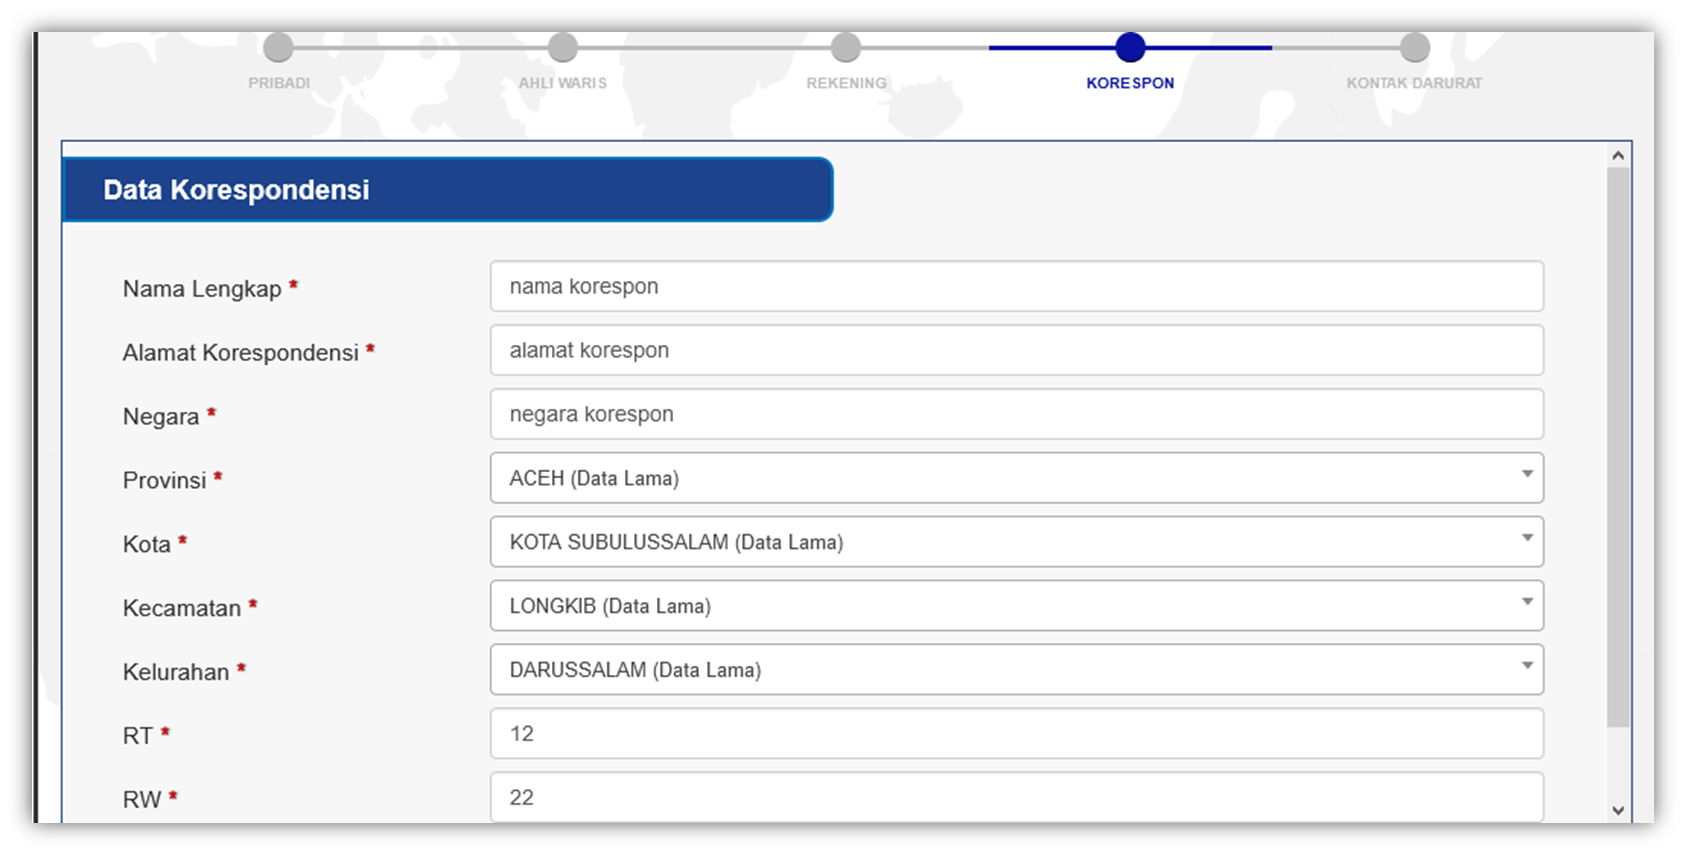 PRIBADI AHLI WARIS REKENING KORESPON KONTAK DARURAT
Data Korespondensi
Nama Lengkap * nama korespon
Alamat Korespondensi * alamat korespon
Negara * negara korespon
Provinsi * ACEH (Data Lama)
Kota * KOTA SUBULUSSALAM (Data Lama)
Kecamatan * LONGKIB (Data Lama)
Kelurahan * DARUSSALAM (Data Lama)
RT * 12
RW * 22